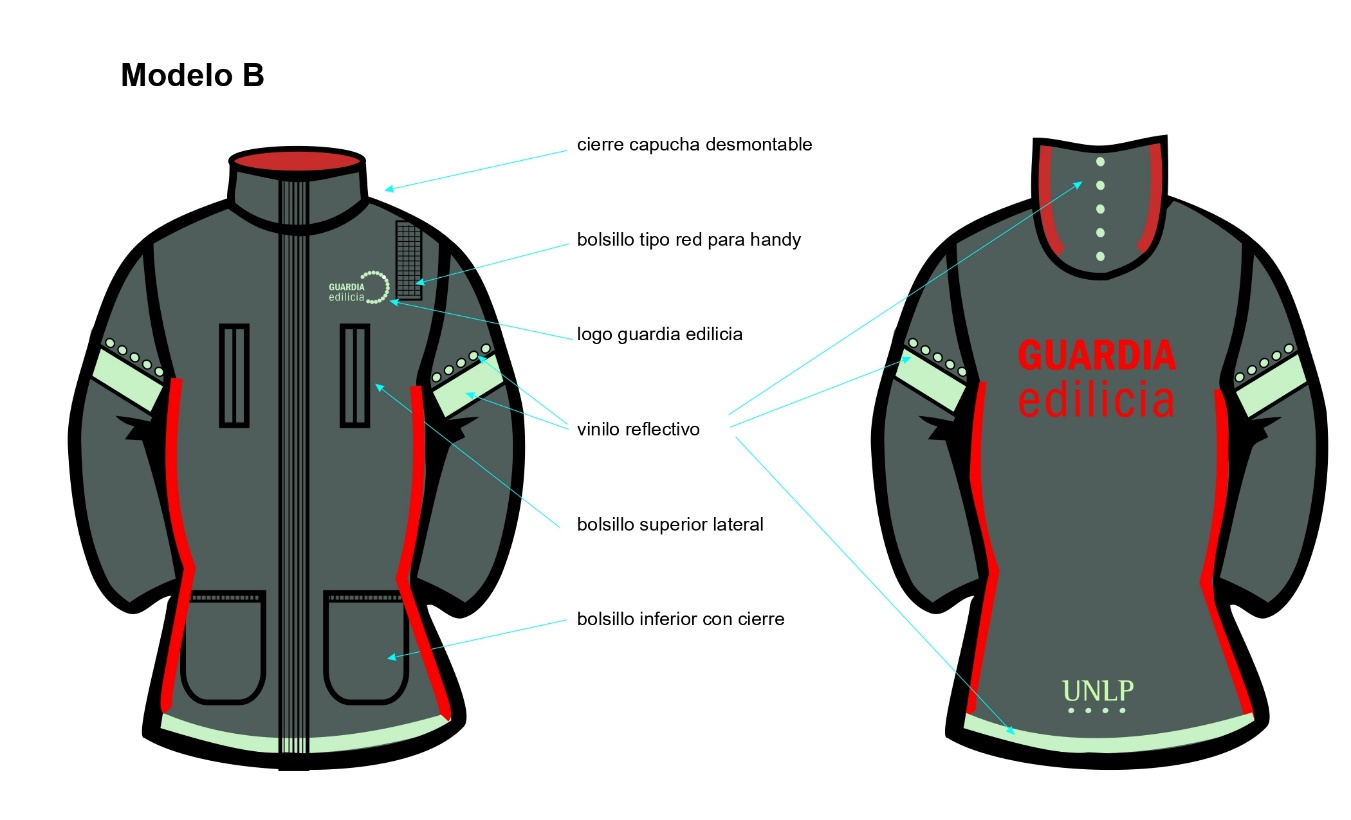 Modelo B
cierre capucha desmontable
bolsillo tipo red para handy
logo guardia edilicia
vinilo reflectivo
bolsillo superior lateral
bolsillo inferior con cierre
GUARDIA
edilicia
GUARDIA
edilicia
UNLP